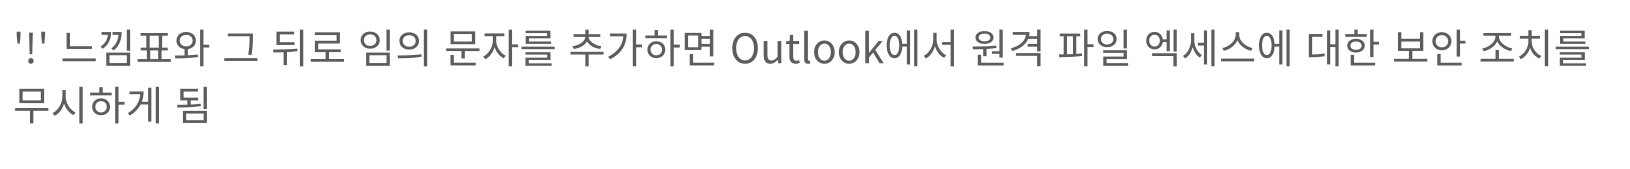 '!' 느낌표와 그 뒤로 임의 문자를 추가하면 Outlook에서 원격 파일 엑세스에 대한 보안 조치를
무시하게 됨